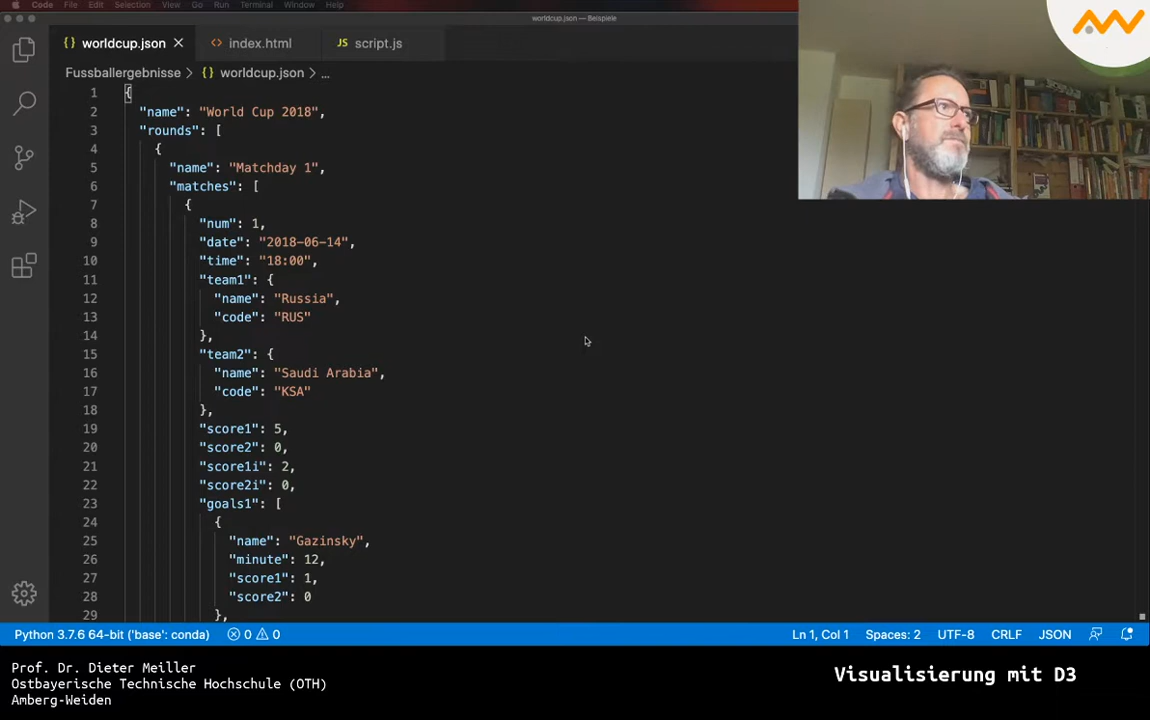 Code File Edit Selection View Go Run Terminal Window Help
worldcup.json — Beispiele
{} worldcup.json × <> index.html JS script.js
Fussballergebnisse > {} worldcup.json > ...
1 {
2 "name": "World Cup 2018",
3 "rounds": [
4 {
5 "name": "Matchday 1",
6 "matches": [
7 {
8 "num": 1,
9 "date": "2018-06-14",
10 "time": "18:00",
11 "team1": {
12 "name": "Russia",
13 "code": "RUS"
14 },
15 "team2": {
16 "name": "Saudi Arabia",
17 "code": "KSA"
18 },
19 "score1": 5,
20 "score2": 0,
21 "score1i": 2,
22 "score2i": 0,
23 "goals1": [
24 {
25 "name": "Gazinsky",
26 "minute": 12,
27 "score1": 1,
28 "score2": 0
29 },
Python 3.7.6 64-bit ('base': conda) 0 0 Ln 1, Col 1 Spaces: 2 UTF-8 CRLF JSON
Prof. Dr. Dieter Meiller
Ostbayerische Technische Hochschule (OTH)
Amberg-Weiden
Visualisierung mit D3